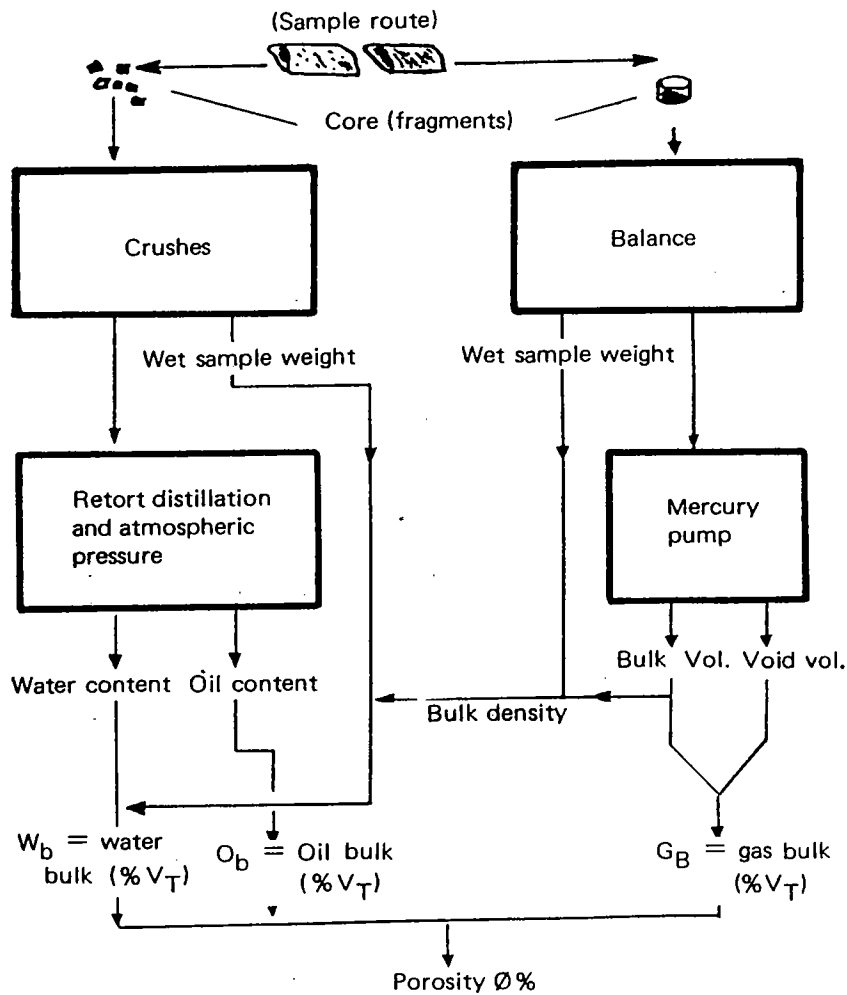 (Sample route)
Core (fragments)
Crushes
Balance
Wet sample weight
Wet sample weight
Retort distillation
and atmospheric
pressure
Mercury
pump
Bulk Vol. Void vol.
Water content Oil content
Bulk density
W_b = water
bulk (% V_T)
O_b = Oil bulk
(% V_T)
G_B = gas bulk
(% V_T)
Porosity Ø %